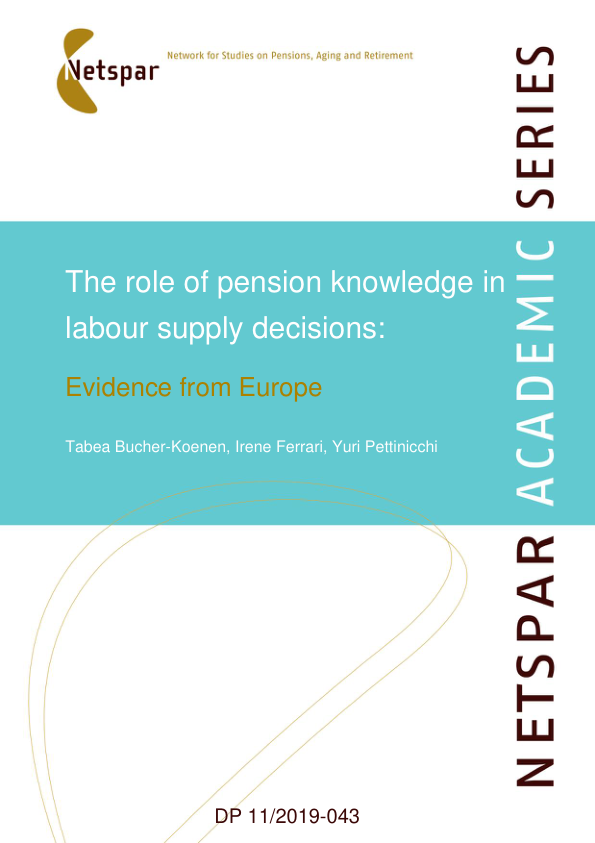 Netspar
Network for Studies on Pensions, Aging and Retirement
NETSPAR ACADEMIC SERIES
The role of pension knowledge in
labour supply decisions:
Evidence from Europe
Tabea Bucher-Koenen, Irene Ferrari, Yuri Pettinicchi
DP 11/2019-043